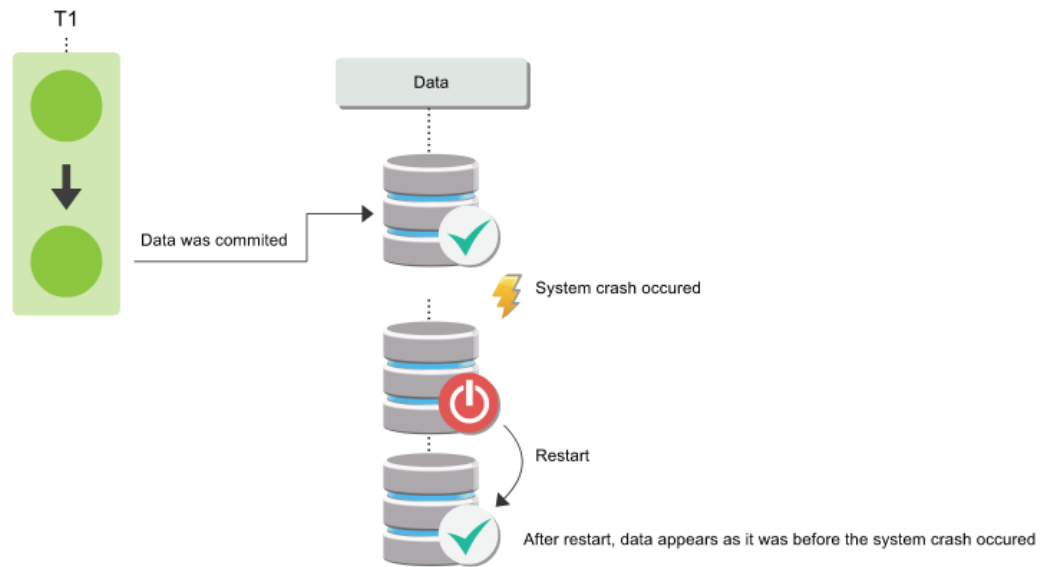 T1
Data
Data was commited
System crash occured
Restart
After restart, data appears as it was before the system crash occured